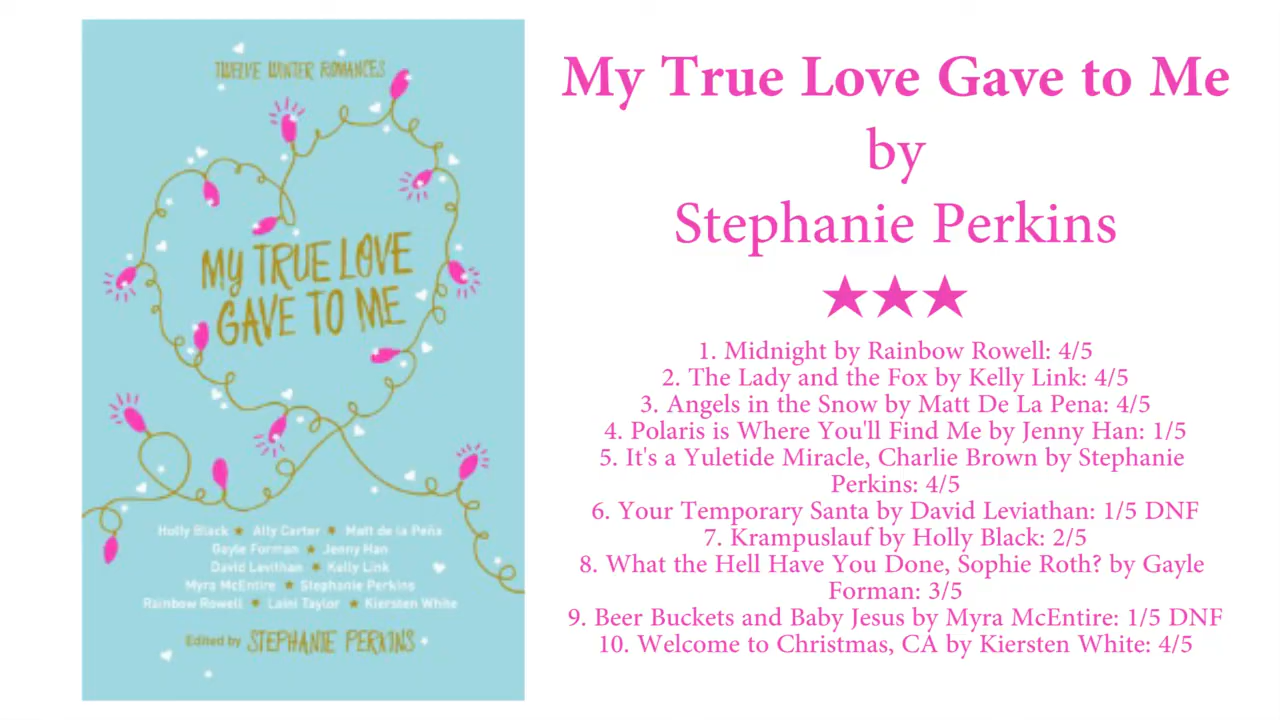 TWELVE WINTER ROMANCES
MY TRUE LOVE
GAVE TO ME
Holly Black ★ Ally Carter ★ Matt de la Peña
Gayle Forman ★ Jenny Han
David Levithan ★ Kelly Link
Myra McEntire ★ Stephanie Perkins
Rainbow Rowell ★ Laini Taylor ★ Kiersten White
Edited by STEPHANIE PERKINS
My True Love Gave to Me
by
Stephanie Perkins
★★★
1. Midnight by Rainbow Rowell: 4/5
2. The Lady and the Fox by Kelly Link: 4/5
3. Angels in the Snow by Matt De La Pena: 4/5
4. Polaris is Where You'll Find Me by Jenny Han: 1/5
5. It's a Yuletide Miracle, Charlie Brown by Stephanie
Perkins: 4/5
6. Your Temporary Santa by David Leviathan: 1/5 DNF
7. Krampuslauf by Holly Black: 2/5
8. What the Hell Have You Done, Sophie Roth? by Gayle
Forman: 3/5
9. Beer Buckets and Baby Jesus by Myra McEntire: 1/5 DNF
10. Welcome to Christmas, CA by Kiersten White: 4/5